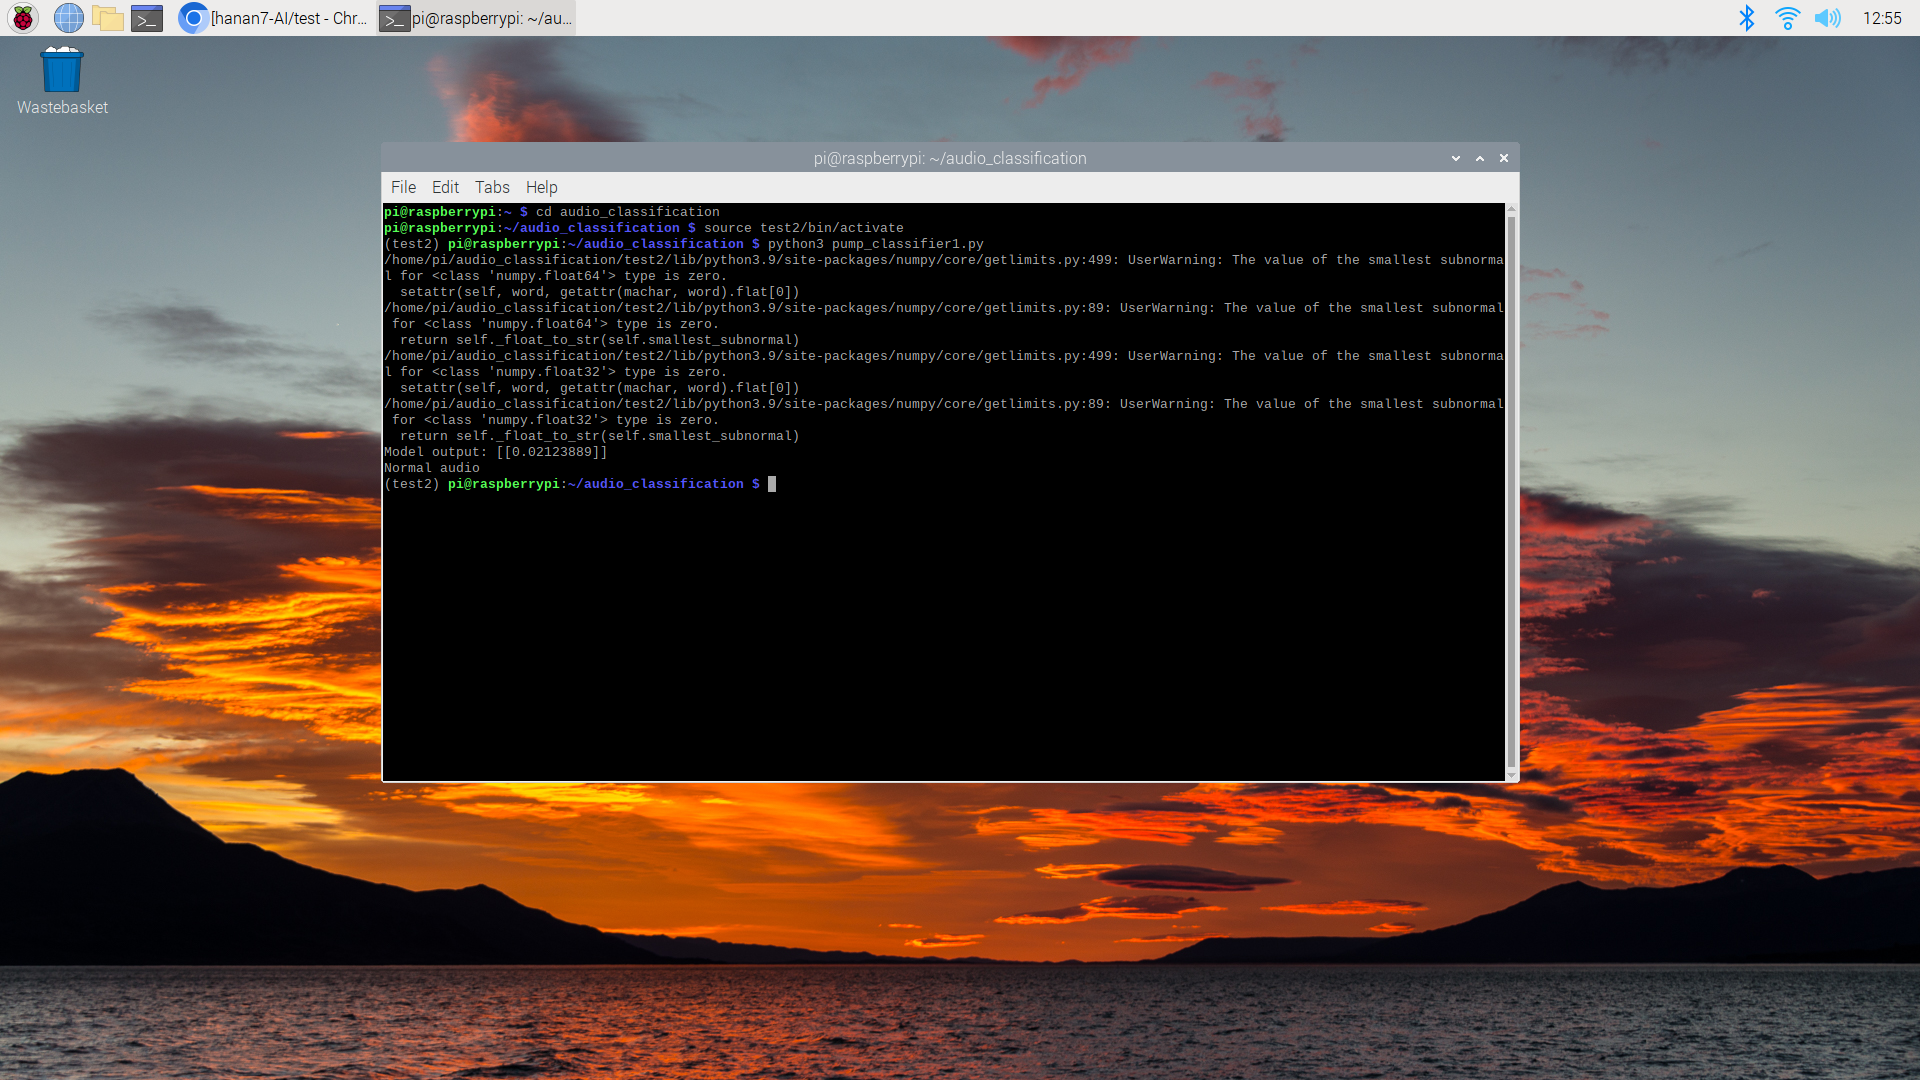 [hanan7-AI/test - Chr...
pi@raspberrypi: ~/au...
12:55
Wastebasket
pi@raspberrypi: ~/audio_classification
File Edit Tabs Help
pi@raspberrypi:~ $ cd audio_classification
pi@raspberrypi:~/audio_classification $ source test2/bin/activate
(test2) pi@raspberrypi:~/audio_classification $ python3 pump_classifier1.py
/home/pi/audio_classification/test2/lib/python3.9/site-packages/numpy/core/getlimits.py:499: UserWarning: The value of the smallest subnorma
l for <class 'numpy.float64'> type is zero.
  setattr(self, word, getattr(machar, word).flat[0])
/home/pi/audio_classification/test2/lib/python3.9/site-packages/numpy/core/getlimits.py:89: UserWarning: The value of the smallest subnormal
 for <class 'numpy.float64'> type is zero.
  return self._float_to_str(self.smallest_subnormal)
/home/pi/audio_classification/test2/lib/python3.9/site-packages/numpy/core/getlimits.py:499: UserWarning: The value of the smallest subnorma
l for <class 'numpy.float32'> type is zero.
  setattr(self, word, getattr(machar, word).flat[0])
/home/pi/audio_classification/test2/lib/python3.9/site-packages/numpy/core/getlimits.py:89: UserWarning: The value of the smallest subnormal
 for <class 'numpy.float32'> type is zero.
  return self._float_to_str(self.smallest_subnormal)
Model output: [[0.02123889]]
Normal audio
(test2) pi@raspberrypi:~/audio_classification $